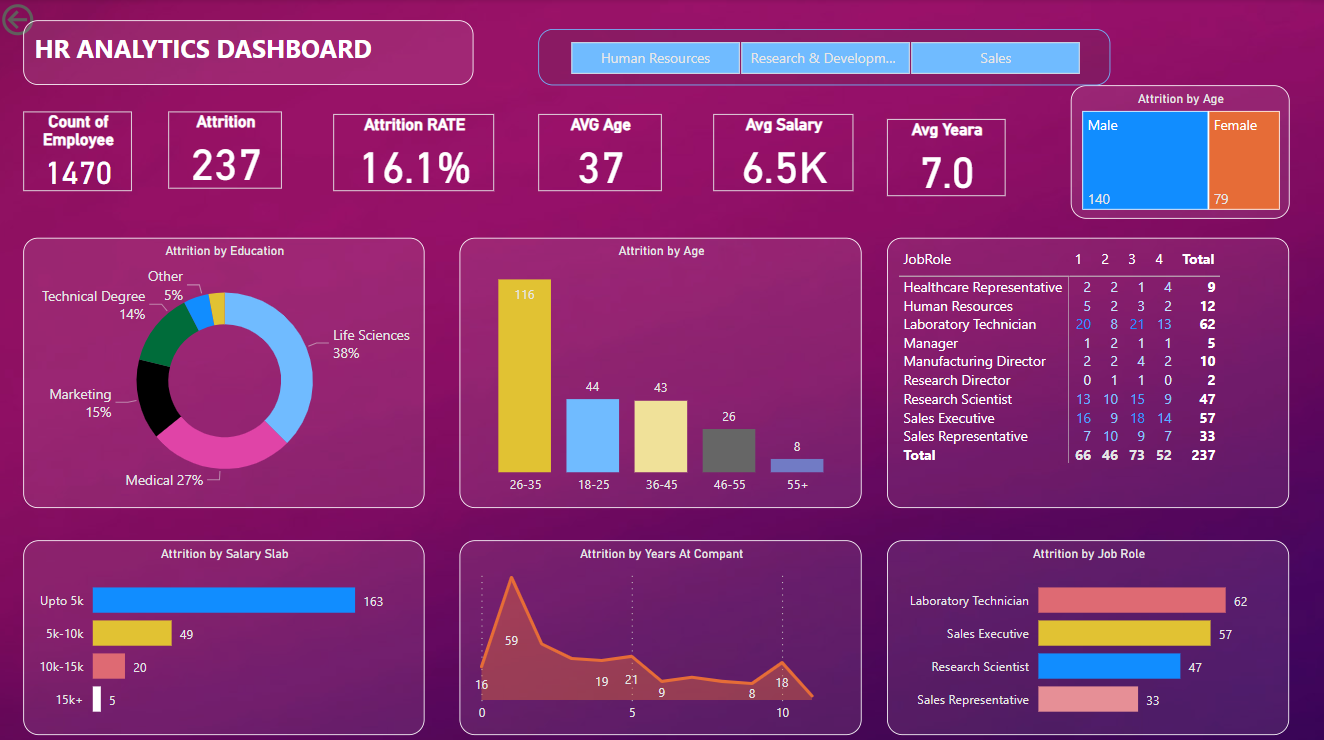 HR ANALYTICS DASHBOARD
Human Resources
Research & Developm...
Sales
Count of
Employee
1470
Attrition
237
Attrition RATE
16.1%
AVG Age
37
Avg Salary
6.5K
Avg Yeara
7.0
Attrition by Age
Male
Female
140
79
Attrition by Education
Other
5%
Technical Degree
14%
Life Sciences
38%
Marketing
15%
Medical 27%
Attrition by Age
116
44
43
26
8
26-35
18-25
36-45
46-55
55+
JobRole 1 2 3 4 Total
Healthcare Representative 2 2 1 4 9
Human Resources 5 2 3 2 12
Laboratory Technician 20 8 21 13 62
Manager 1 2 1 1 5
Manufacturing Director 2 2 4 2 10
Research Director 0 1 1 0 2
Research Scientist 13 10 15 9 47
Sales Executive 16 9 18 14 57
Sales Representative 7 10 9 7 33
Total 66 46 73 52 237
Attrition by Salary Slab
Upto 5k 163
5k-10k 49
10k-15k 20
15k+ 5
Attrition by Years At Compant
59
16
19
21
9
8
18
0
5
10
Attrition by Job Role
Laboratory Technician 62
Sales Executive 57
Research Scientist 47
Sales Representative 33